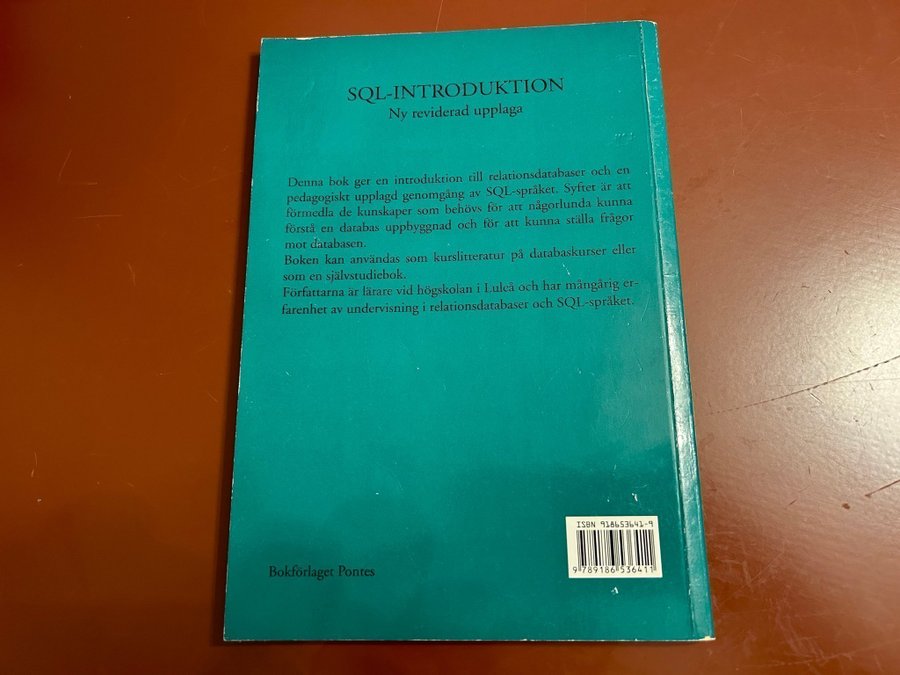 SQL-INTRODUKTION
Ny reviderad upplaga
Denna bok ger en introduktion till relationsdatabaser och en
pedagogiskt upplagd genomgång av SQL-språket. Syftet är att
förmedla de kunskaper som behövs för att någorlunda kunna
förstå en databas uppbyggnad och för att kunna ställa frågor
mot databasen.
Boken kan användas som kurslitteratur på databaskurser eller
som en självstudiebok.
Författarna är lärare vid högskolan i Luleå och har mångårig er-
farenhet av undervisning i relationsdatabaser och SQL-språket.
ISBN 918653641-9
9 789186 536411
Bokförlaget Pontes